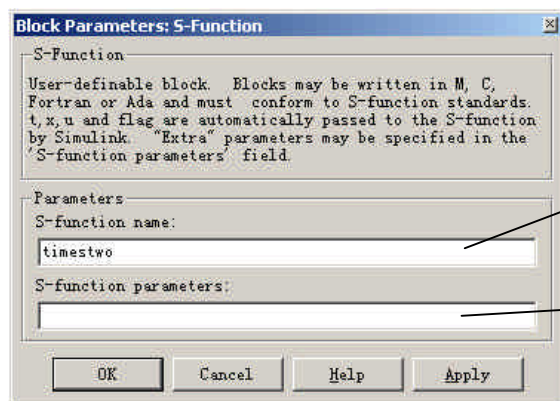 Block Parameters: S-Function
S-Function
User-definable block. Blocks may be written in M, C,
Fortran or Ada and must conform to S-function standards.
t,x,u and flag are automatically passed to the S-function
by Simulink. "Extra" parameters may be specified in the
'S-function parameters' field.
Parameters
S-function name:
timestwo
S-function parameters:
OK Cancel Help Apply